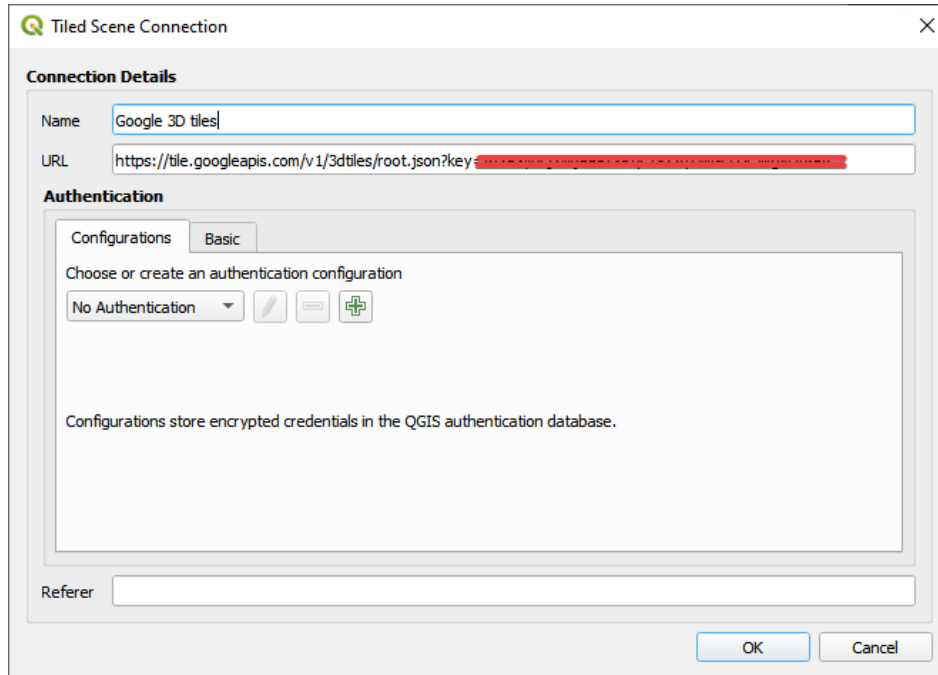 Tiled Scene Connection
Connection Details
Name Google 3D tiles
URL https://tile.googleapis.com/v1/3dtiles/root.json?key=
Authentication
Configurations Basic
Choose or create an authentication configuration
No Authentication
Configurations store encrypted credentials in the QGIS authentication database.
Referer
OK Cancel